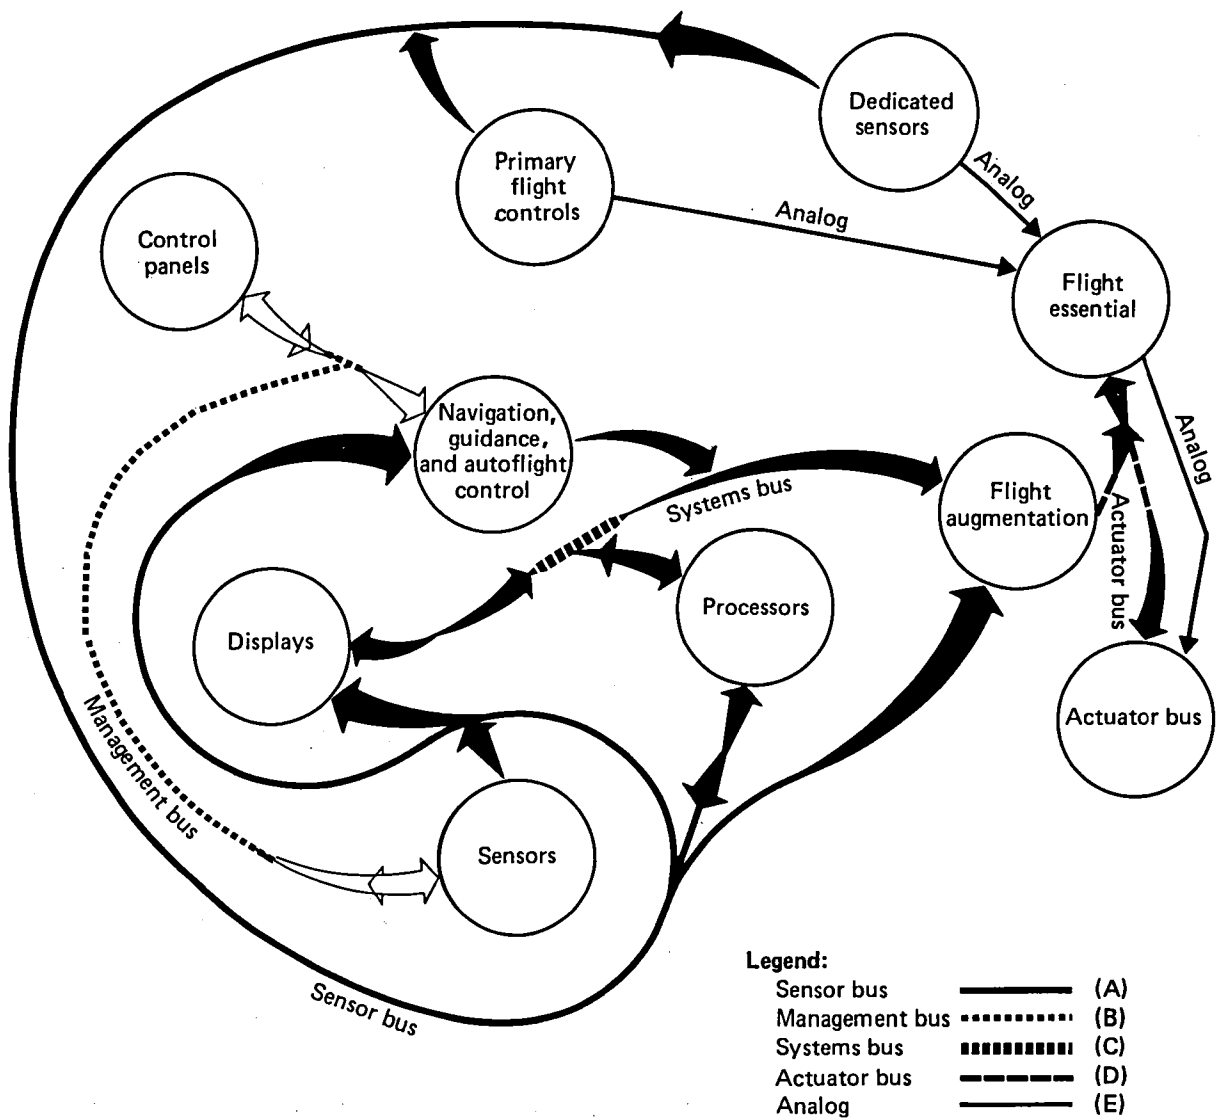 Dedicated
sensors
Primary
flight
controls
Analog
Analog
Control
panels
Flight
essential
Navigation,
guidance,
and autoflight
control
Analog
Systems bus
Flight
augmentation
Actuator bus
Processors
Displays
Actuator bus
Management bus
Sensors
Sensor bus
Legend:
Sensor bus (A)
Management bus (B)
Systems bus (C)
Actuator bus (D)
Analog (E)